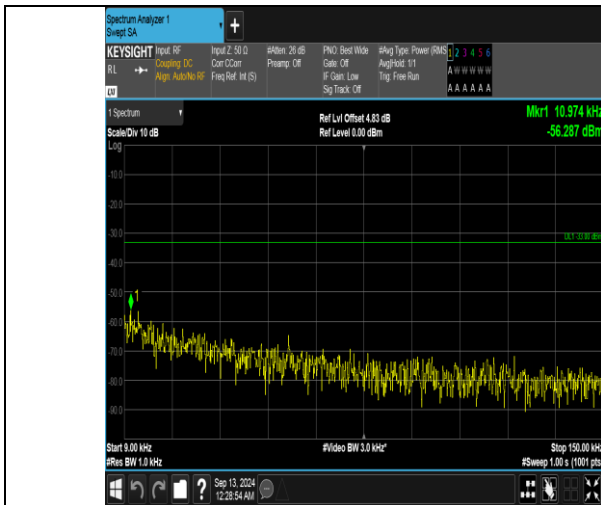 Spectrum Analyzer 1
Swept SA
+
KEYSIGHT
RL
Input: RF
Coupling: DC
Align: Auto/No RF
Input Z: 50 Ω
Corr CCorr
Freq Ref: Int (S)
#Atten: 26 dB
Preamp: Off
PNO: Best Wide
Gate: Off
IF Gain: Low
Sig Track: Off
#Avg Type: Power (RMS
Avg|Hold: 1/1
Trig: Free Run
1 2 3 4 5 6
A W W W W W
A A A A A A
1 Spectrum
Scale/Div 10 dB
Ref Lvl Offset 4.83 dB
Ref Level 0.00 dBm
Mkr1 10.974 kHz
-56.287 dBm
Log
-10.0
-20.0
-30.0
DL1 -33.00 dBm
-40.0
-50.0
1
-60.0
-70.0
-80.0
-90.0
Start 9.00 kHz
#Res BW 1.0 kHz
#Video BW 3.0 kHz*
Stop 150.00 kHz
#Sweep 1.00 s (1001 pts)
?
Sep 13, 2024
12:28:54 AM